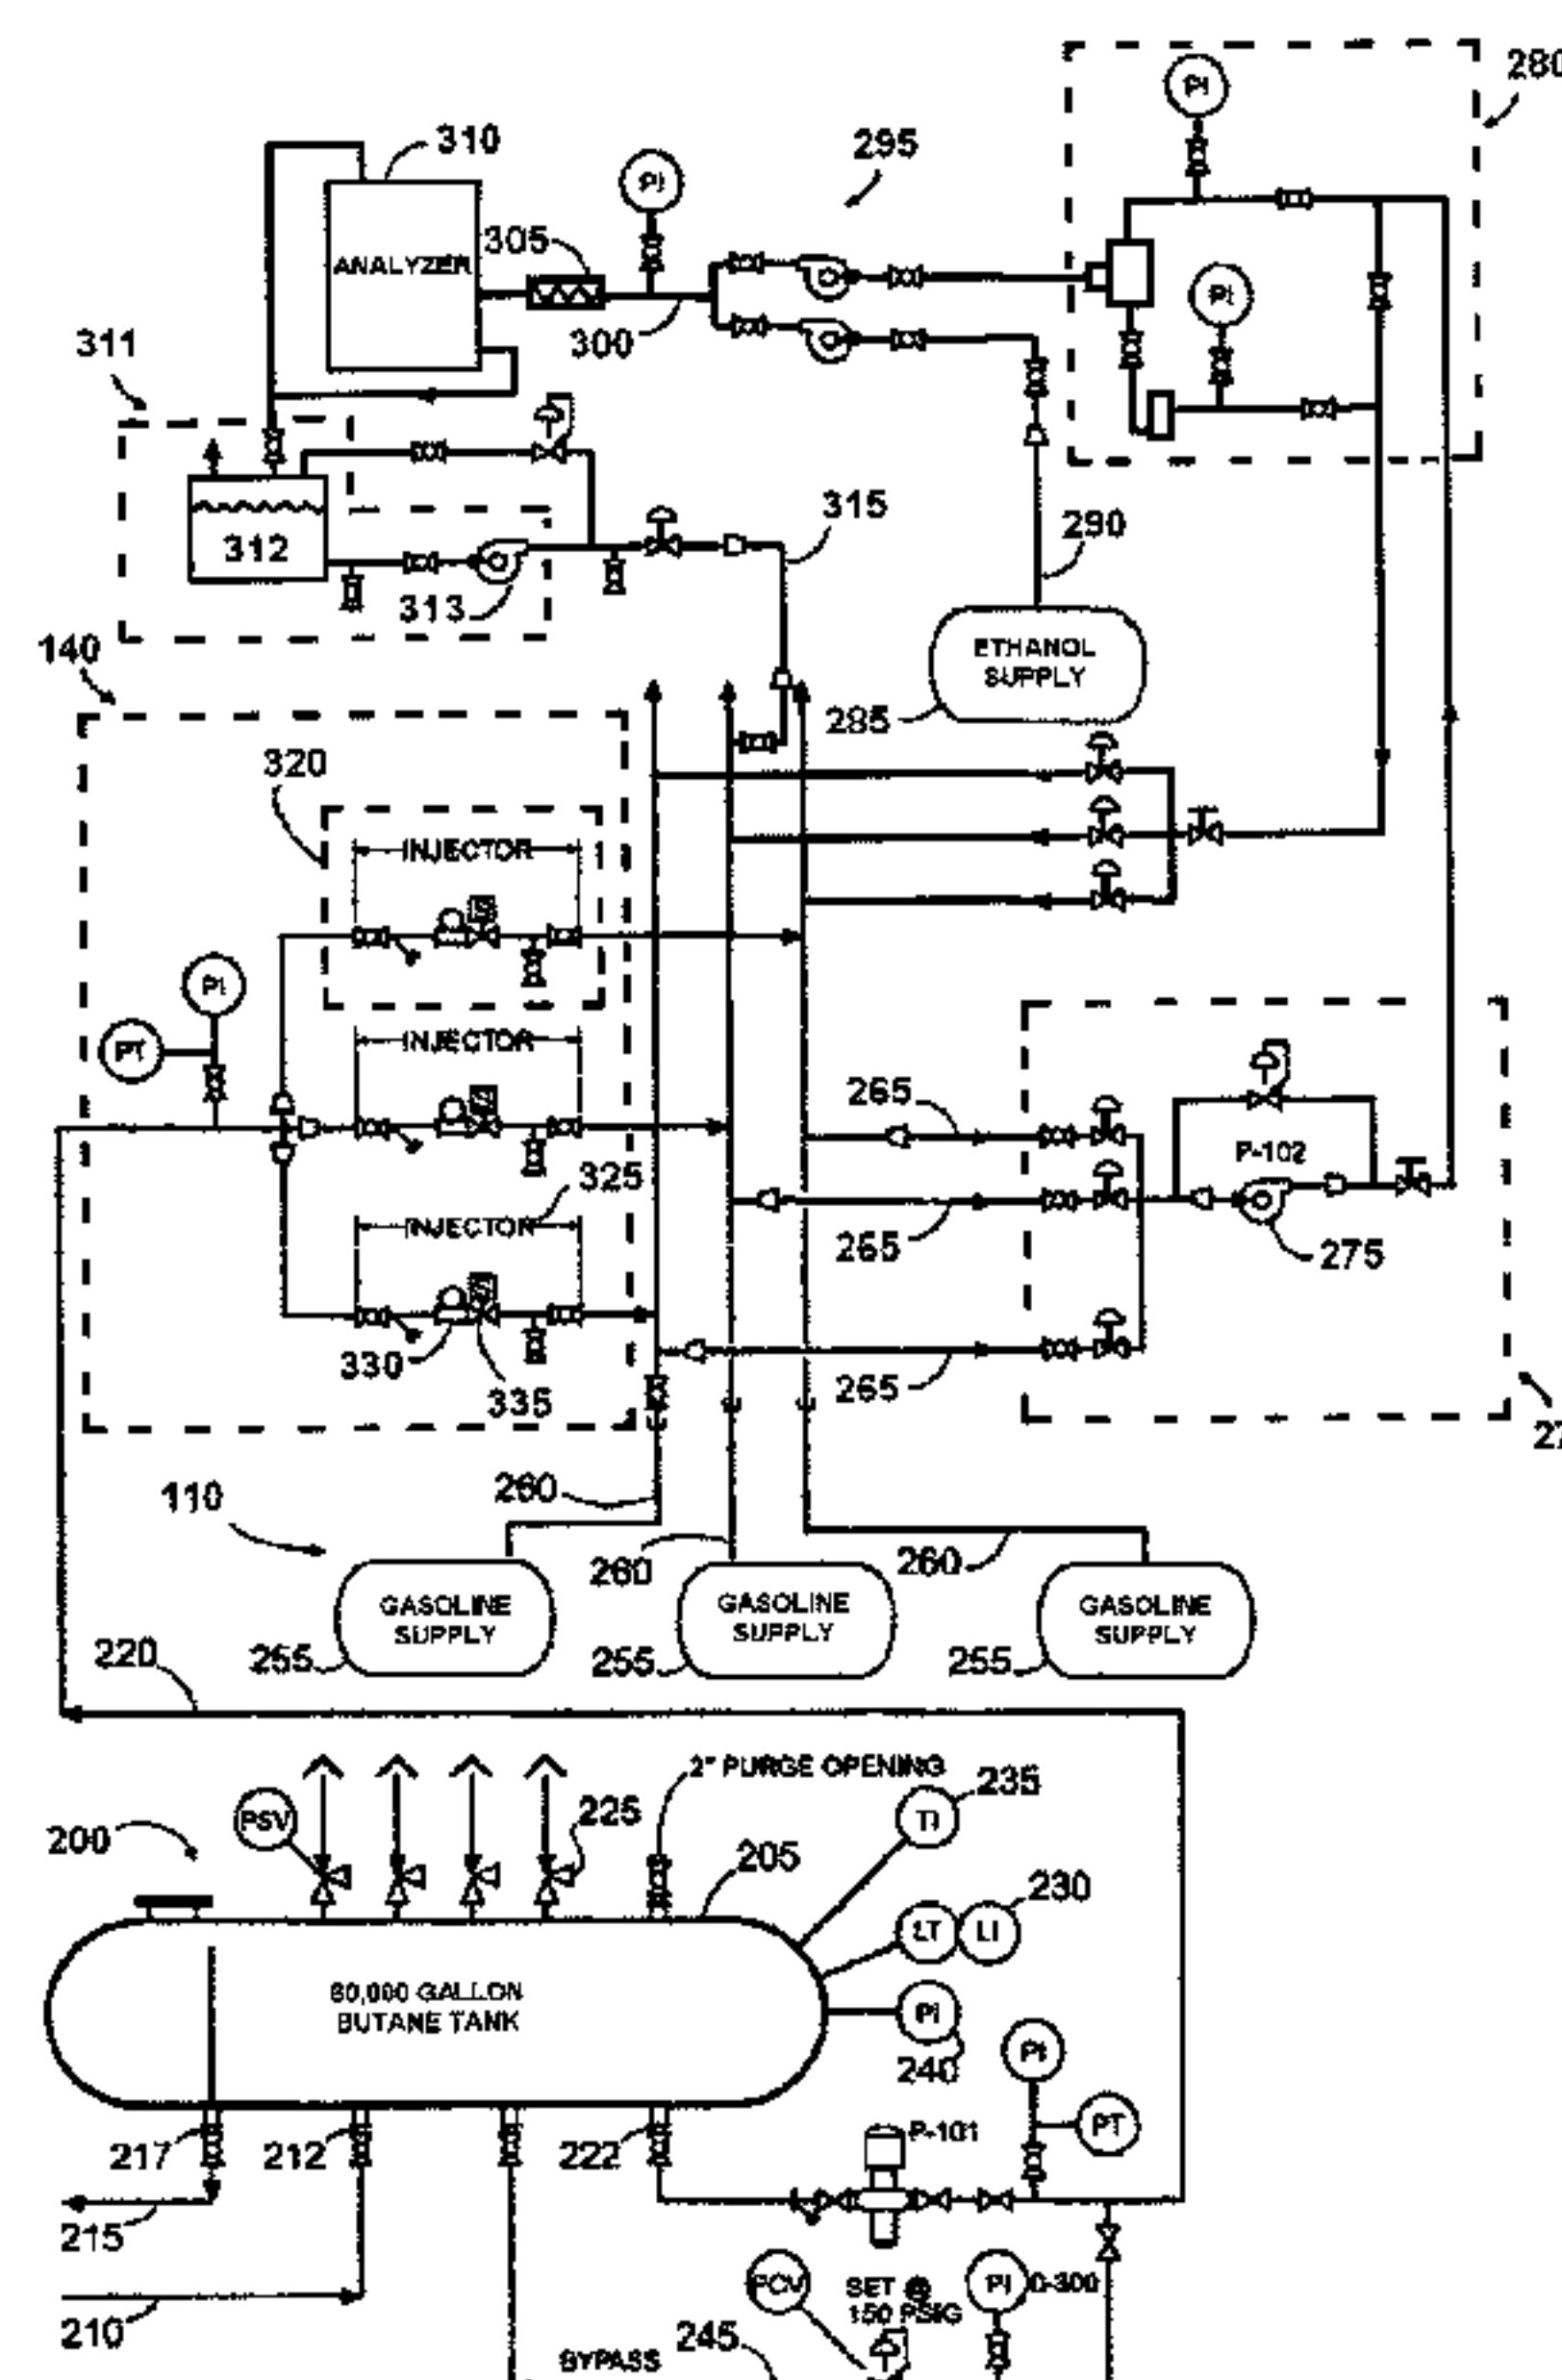 280
PI
310
295
PI
ANALYZER
305
PI
300
311
315
312
290
313
140
ETHANOL
SUPPLY
285
320
INJECTOR
PI
INJECTOR
PT
265
P-102
325
INJECTOR
265
275
330
265
335
27
260
110
260
260
GASOLINE
SUPPLY
GASOLINE
SUPPLY
GASOLINE
SUPPLY
220
255
255
255
2" PURGE OPENING
235
PSV
225
TI
200
205
230
LT
LI
60,000 GALLON
BUTANE TANK
PI
PI
240
P-101
PT
217
212
222
215
PCV
SET @
150 PSIG
PI
0-300
210
245
BYPASS